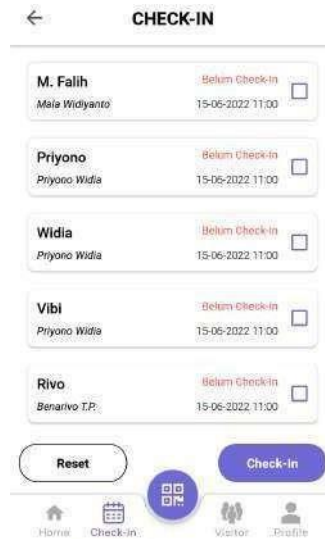 CHECK-IN
M. Falih
Belum Check-In
Maia Widiyanto
15-06-2022 11:00
Priyono
Belum Check-In
Priyono Widia
15-06-2022 11:00
Widia
Belum Check-In
Priyono Widia
15-06-2022 11:00
Vibi
Belum Check-In
Priyono Widia
15-06-2022 11:00
Rivo
Belum Check-In
Benarivo T.P.
15-06-2022 11:00
Reset
Check-In
Home
Check-in
Visitor
Profile